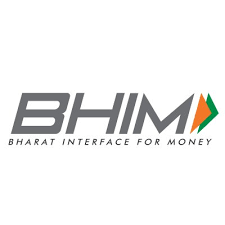 BHIM
BHARAT INTERFACE FOR MONEY